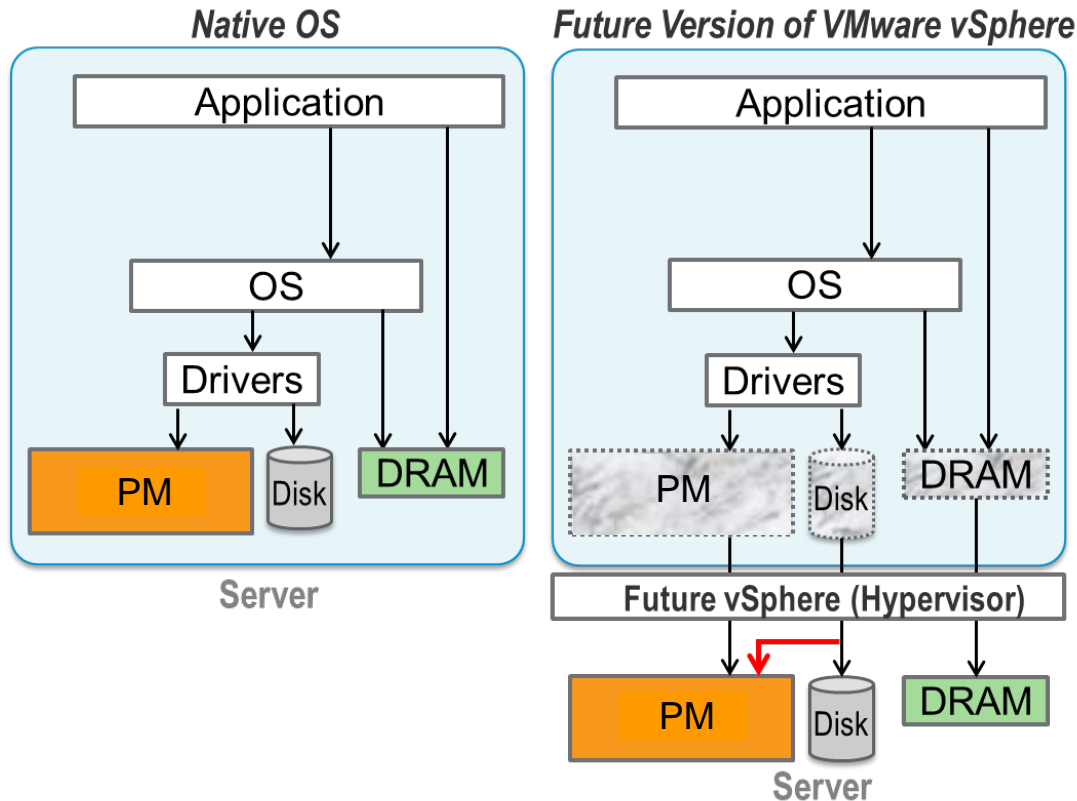 Native OS
Application
OS
Drivers
PM
Disk
DRAM
Server
Future Version of VMware vSphere
Application
OS
Drivers
PM
Disk
DRAM
Future vSphere (Hypervisor)
PM
Disk
DRAM
Server